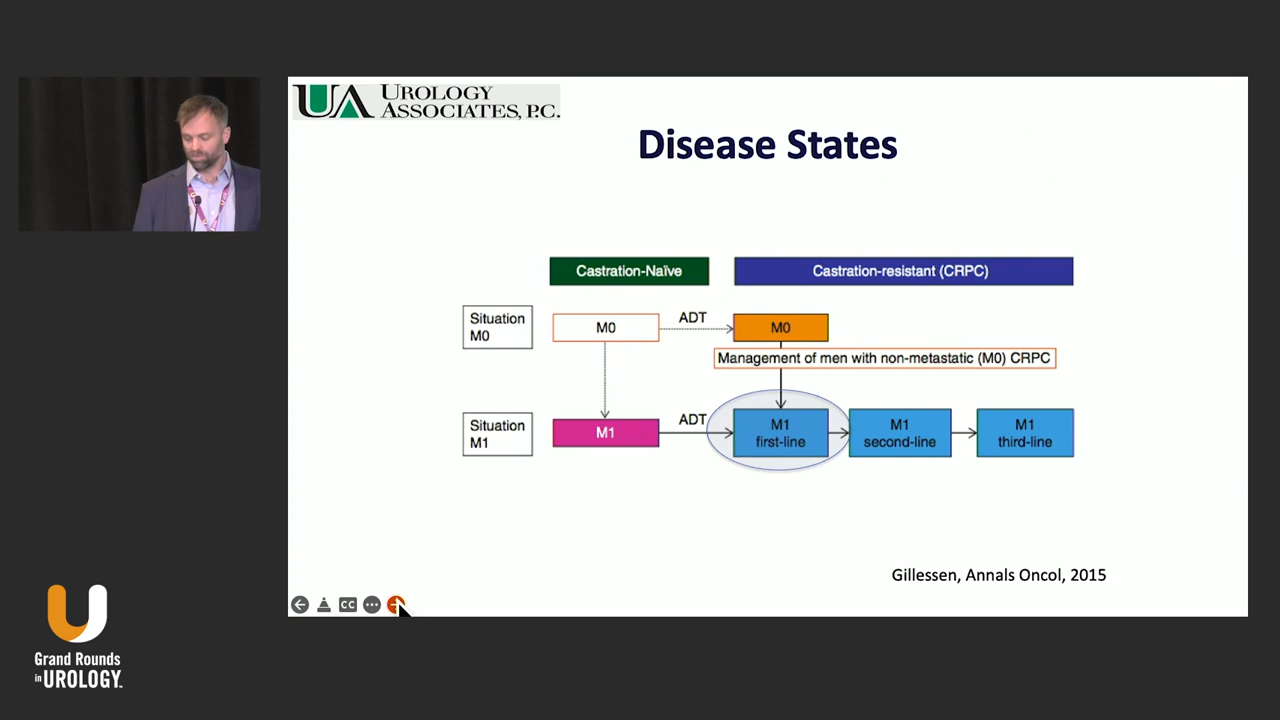 UA UROLOGY
ASSOCIATES, P.C.
Disease States
Castration-Naïve
Castration-resistant (CRPC)
Situation
M0
M0
ADT
M0
Management of men with non-metastatic (M0) CRPC
Situation
M1
M1
ADT
M1
first-line
M1
second-line
M1
third-line
Gillessen, Annals Oncol, 2015
CC
Grand Rounds
in UROLOGY™